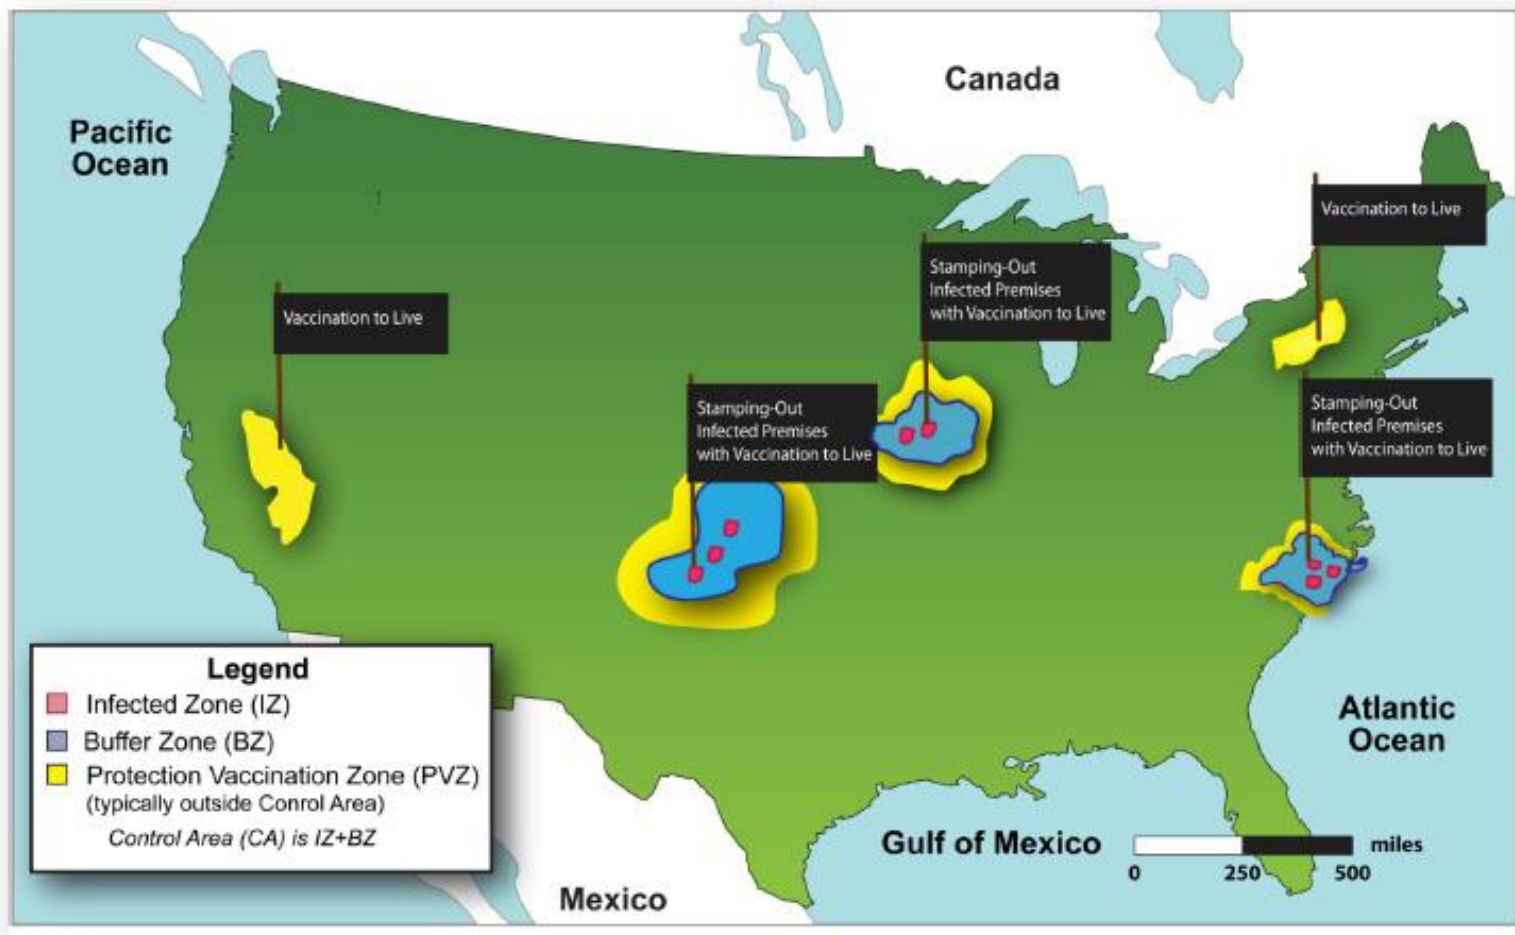 Canada
Pacific
Ocean
Vaccination to Live
Stamping-Out
Infected Premises
with Vaccination to Live
Vaccination to Live
Stamping-Out
Infected Premises
with Vaccination to Live
Stamping-Out
Infected Premises
with Vaccination to Live
Legend
Infected Zone (IZ)
Buffer Zone (BZ)
Protection Vaccination Zone (PVZ)
(typically outside Conrol Area)
Control Area (CA) is IZ+BZ
Atlantic
Ocean
Gulf of Mexico
miles
0 250 500
Mexico